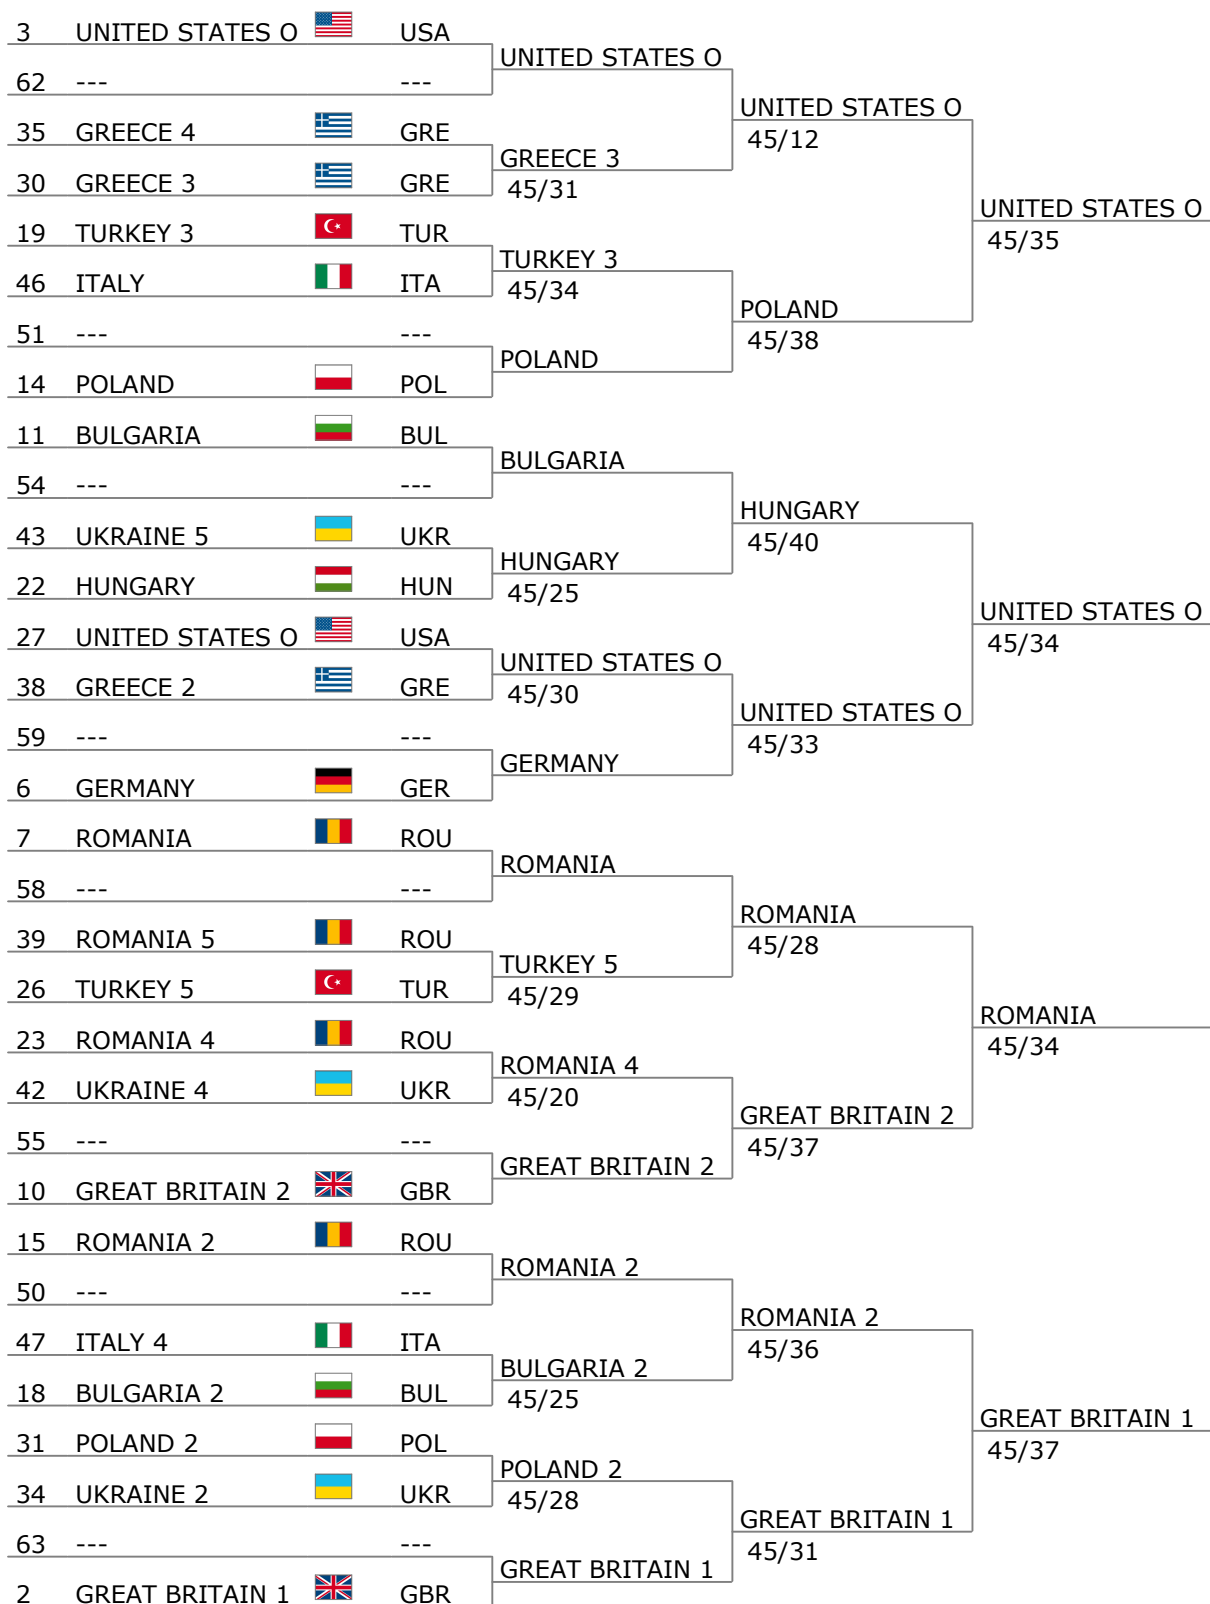 3 UNITED STATES O USA
UNITED STATES O
62 --- ---
UNITED STATES O
35 GREECE 4 GRE
45/12
GREECE 3
30 GREECE 3 GRE
45/31
UNITED STATES O
19 TURKEY 3 TUR
45/35
TURKEY 3
46 ITALY ITA
45/34
POLAND
51 --- ---
45/38
POLAND
14 POLAND POL
11 BULGARIA BUL
BULGARIA
54 --- ---
HUNGARY
43 UKRAINE 5 UKR
45/40
HUNGARY
22 HUNGARY HUN
45/25
UNITED STATES O
27 UNITED STATES O USA
45/34
UNITED STATES O
38 GREECE 2 GRE
45/30
UNITED STATES O
59 --- ---
45/33
GERMANY
6 GERMANY GER
7 ROMANIA ROU
ROMANIA
58 --- ---
ROMANIA
39 ROMANIA 5 ROU
45/28
TURKEY 5
26 TURKEY 5 TUR
45/29
ROMANIA
23 ROMANIA 4 ROU
45/34
ROMANIA 4
42 UKRAINE 4 UKR
45/20
GREAT BRITAIN 2
55 --- ---
45/37
GREAT BRITAIN 2
10 GREAT BRITAIN 2 GBR
15 ROMANIA 2 ROU
ROMANIA 2
50 --- ---
ROMANIA 2
47 ITALY 4 ITA
45/36
BULGARIA 2
18 BULGARIA 2 BUL
45/25
GREAT BRITAIN 1
31 POLAND 2 POL
45/37
POLAND 2
34 UKRAINE 2 UKR
45/28
GREAT BRITAIN 1
63 --- ---
45/31
GREAT BRITAIN 1
2 GREAT BRITAIN 1 GBR